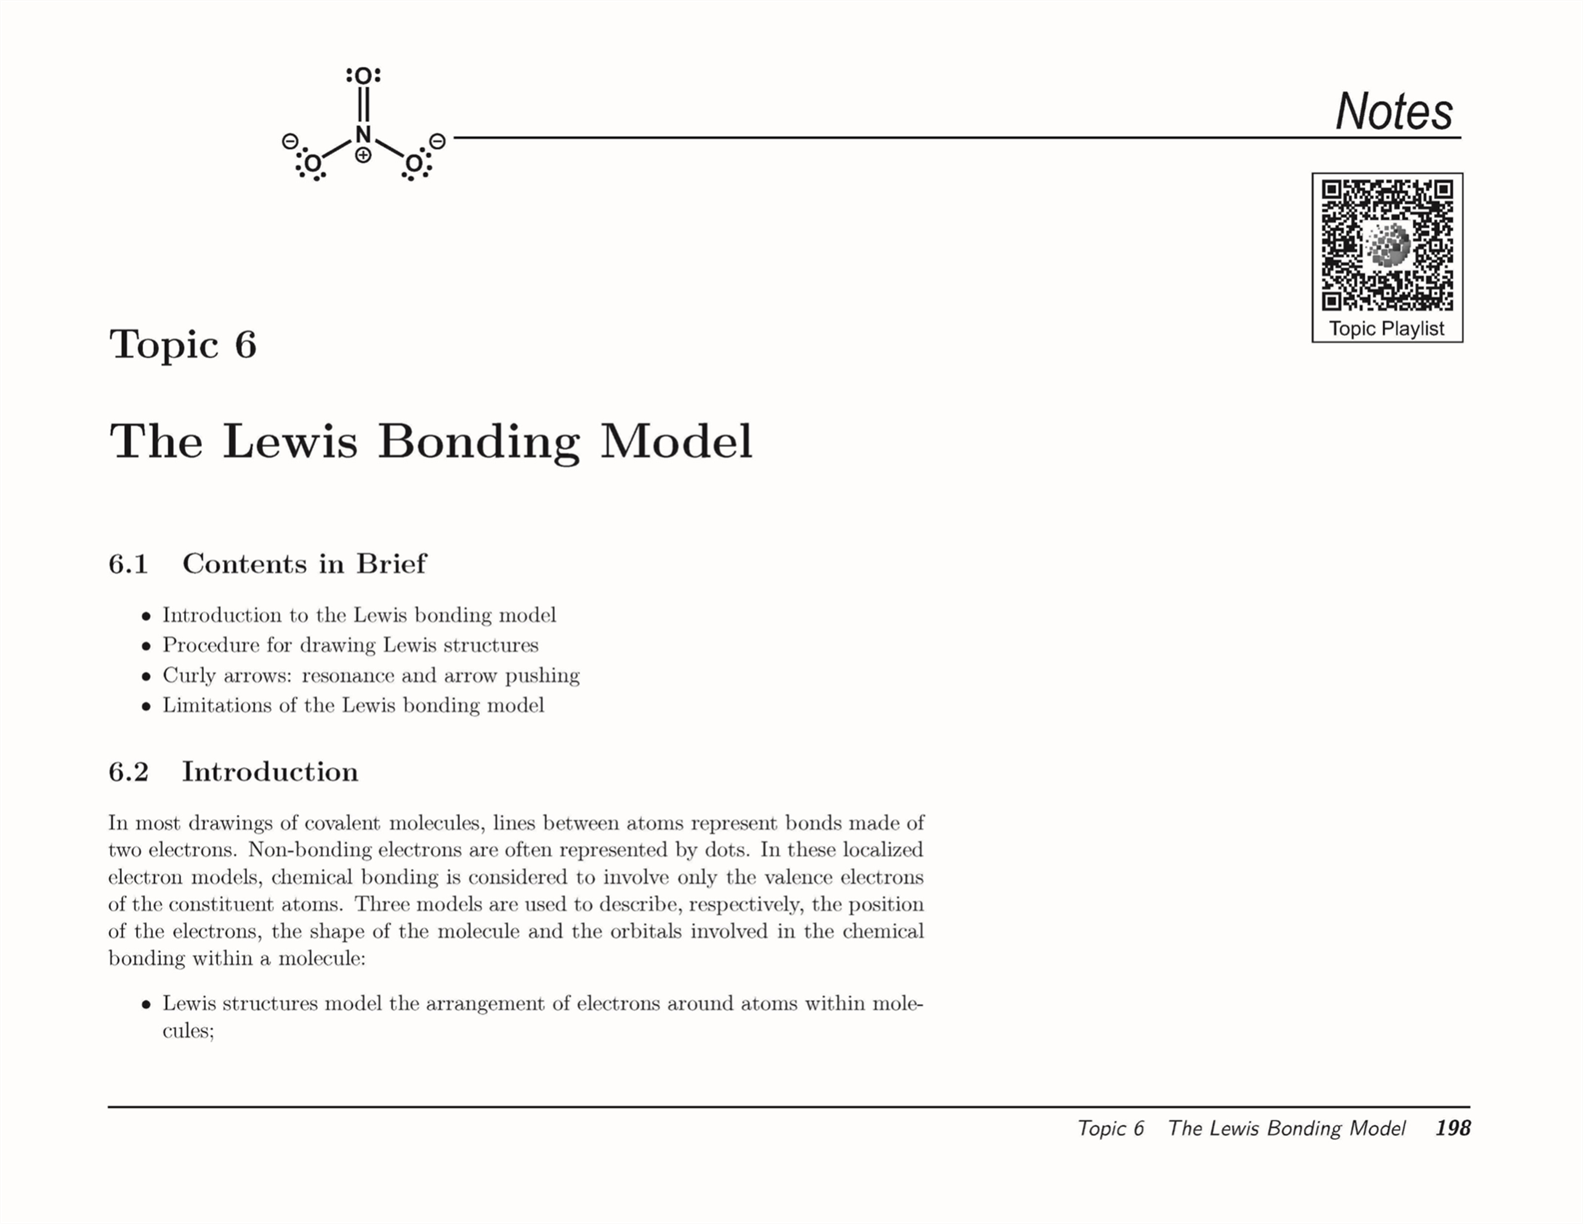 :O:
N
⊕
⊖
O
O
⊖
Notes
Topic Playlist
Topic 6
The Lewis Bonding Model
6.1 Contents in Brief
• Introduction to the Lewis bonding model
• Procedure for drawing Lewis structures
• Curly arrows: resonance and arrow pushing
• Limitations of the Lewis bonding model
6.2 Introduction
In most drawings of covalent molecules, lines between atoms represent bonds made of
two electrons. Non-bonding electrons are often represented by dots. In these localized
electron models, chemical bonding is considered to involve only the valence electrons
of the constituent atoms. Three models are used to describe, respectively, the position
of the electrons, the shape of the molecule and the orbitals involved in the chemical
bonding within a molecule:
• Lewis structures model the arrangement of electrons around atoms within mole-
cules;
Topic 6 The Lewis Bonding Model 198